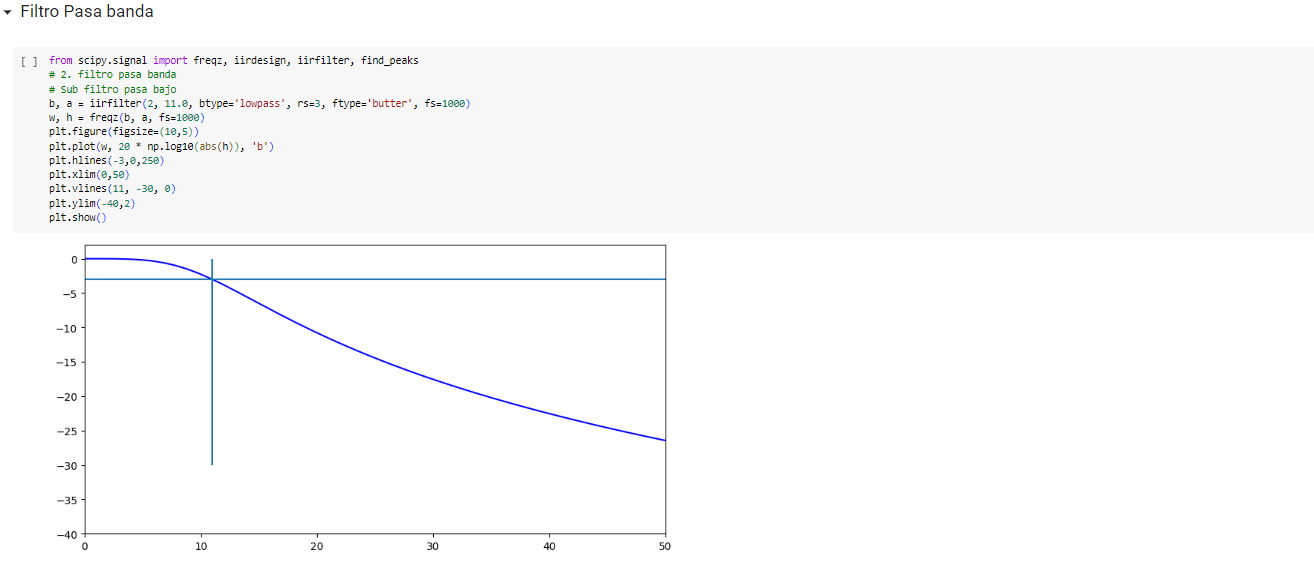 Filtro Pasa banda
[ ] from scipy.signal import freqz, iirdesign, iirfilter, find_peaks
# 2. filtro pasa banda
# Sub filtro pasa bajo
b, a = iirfilter(2, 11.0, btype='lowpass', rs=3, ftype='butter', fs=1000)
w, h = freqz(b, a, fs=1000)
plt.figure(figsize=(10,5))
plt.plot(w, 20 * np.log10(abs(h)), 'b')
plt.hlines(-3,0,250)
plt.xlim(0,50)
plt.vlines(11, -30, 0)
plt.ylim(-40,2)
plt.show()
0
−5
−10
−15
−20
−25
−30
−35
−40
0 10 20 30 40 50